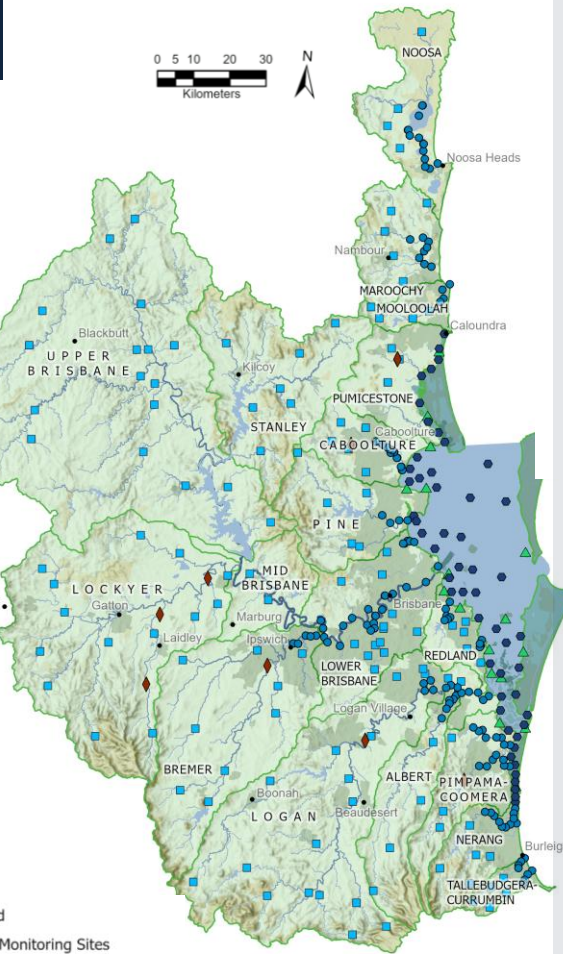 0 5 10 20 30
Kilometers
N
NOOSA
Noosa Heads
Nambour
MAROOCHY
MOOLOOLAH
Caloundra
Blackbutt
UPPER
BRISBANE
Kilcoy
PUMICESTONE
STANLEY
Caboolture
CABOOLTURE
PINE
MID
BRISBANE
LOCKYER
Gatton
Brisbane
Marburg
Laidley
Ipswich
LOWER
BRISBANE
REDLAND
Logan Village
BREMER
ALBERT
PIMPAMA-
COOMERA
Boonah
LOGAN
Beaudesert
NERANG
Burleig
TALLEBUDGERA-
CURRUMBIN
d
Monitoring Sites